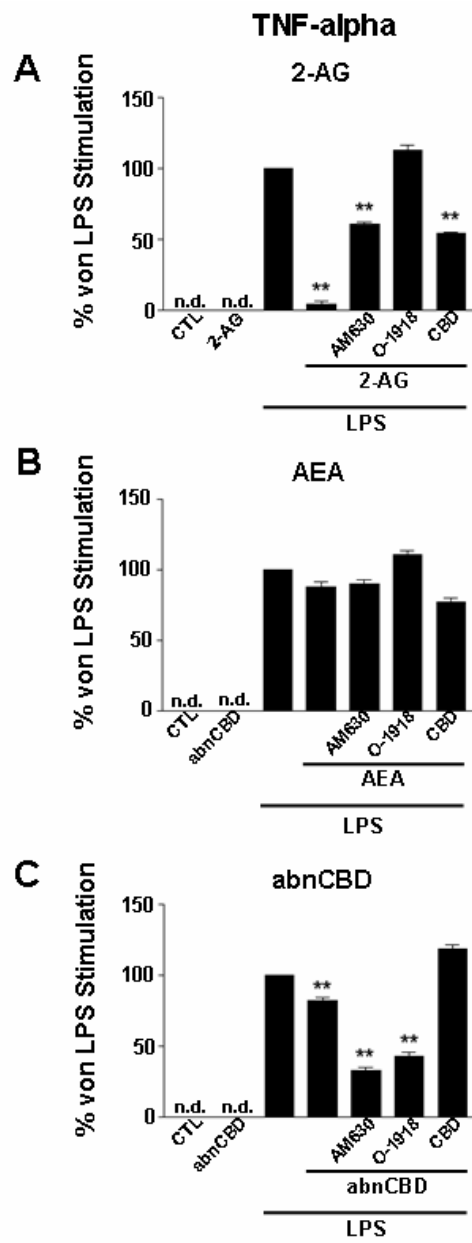 TNF-alpha
A
2-AG
% von LPS Stimulation
150
100
50
0
n.d. n.d. ** ** **
CTL 2-AG AM630 O-1918 CBD
2-AG
LPS
B
AEA
% von LPS Stimulation
150
100
50
0
n.d. n.d.
CTL abnCBD AM630 O-1918 CBD
AEA
LPS
C
abnCBD
% von LPS Stimulation
150
100
50
0
n.d. n.d. ** ** **
CTL abnCBD AM630 O-1918 CBD
abnCBD
LPS